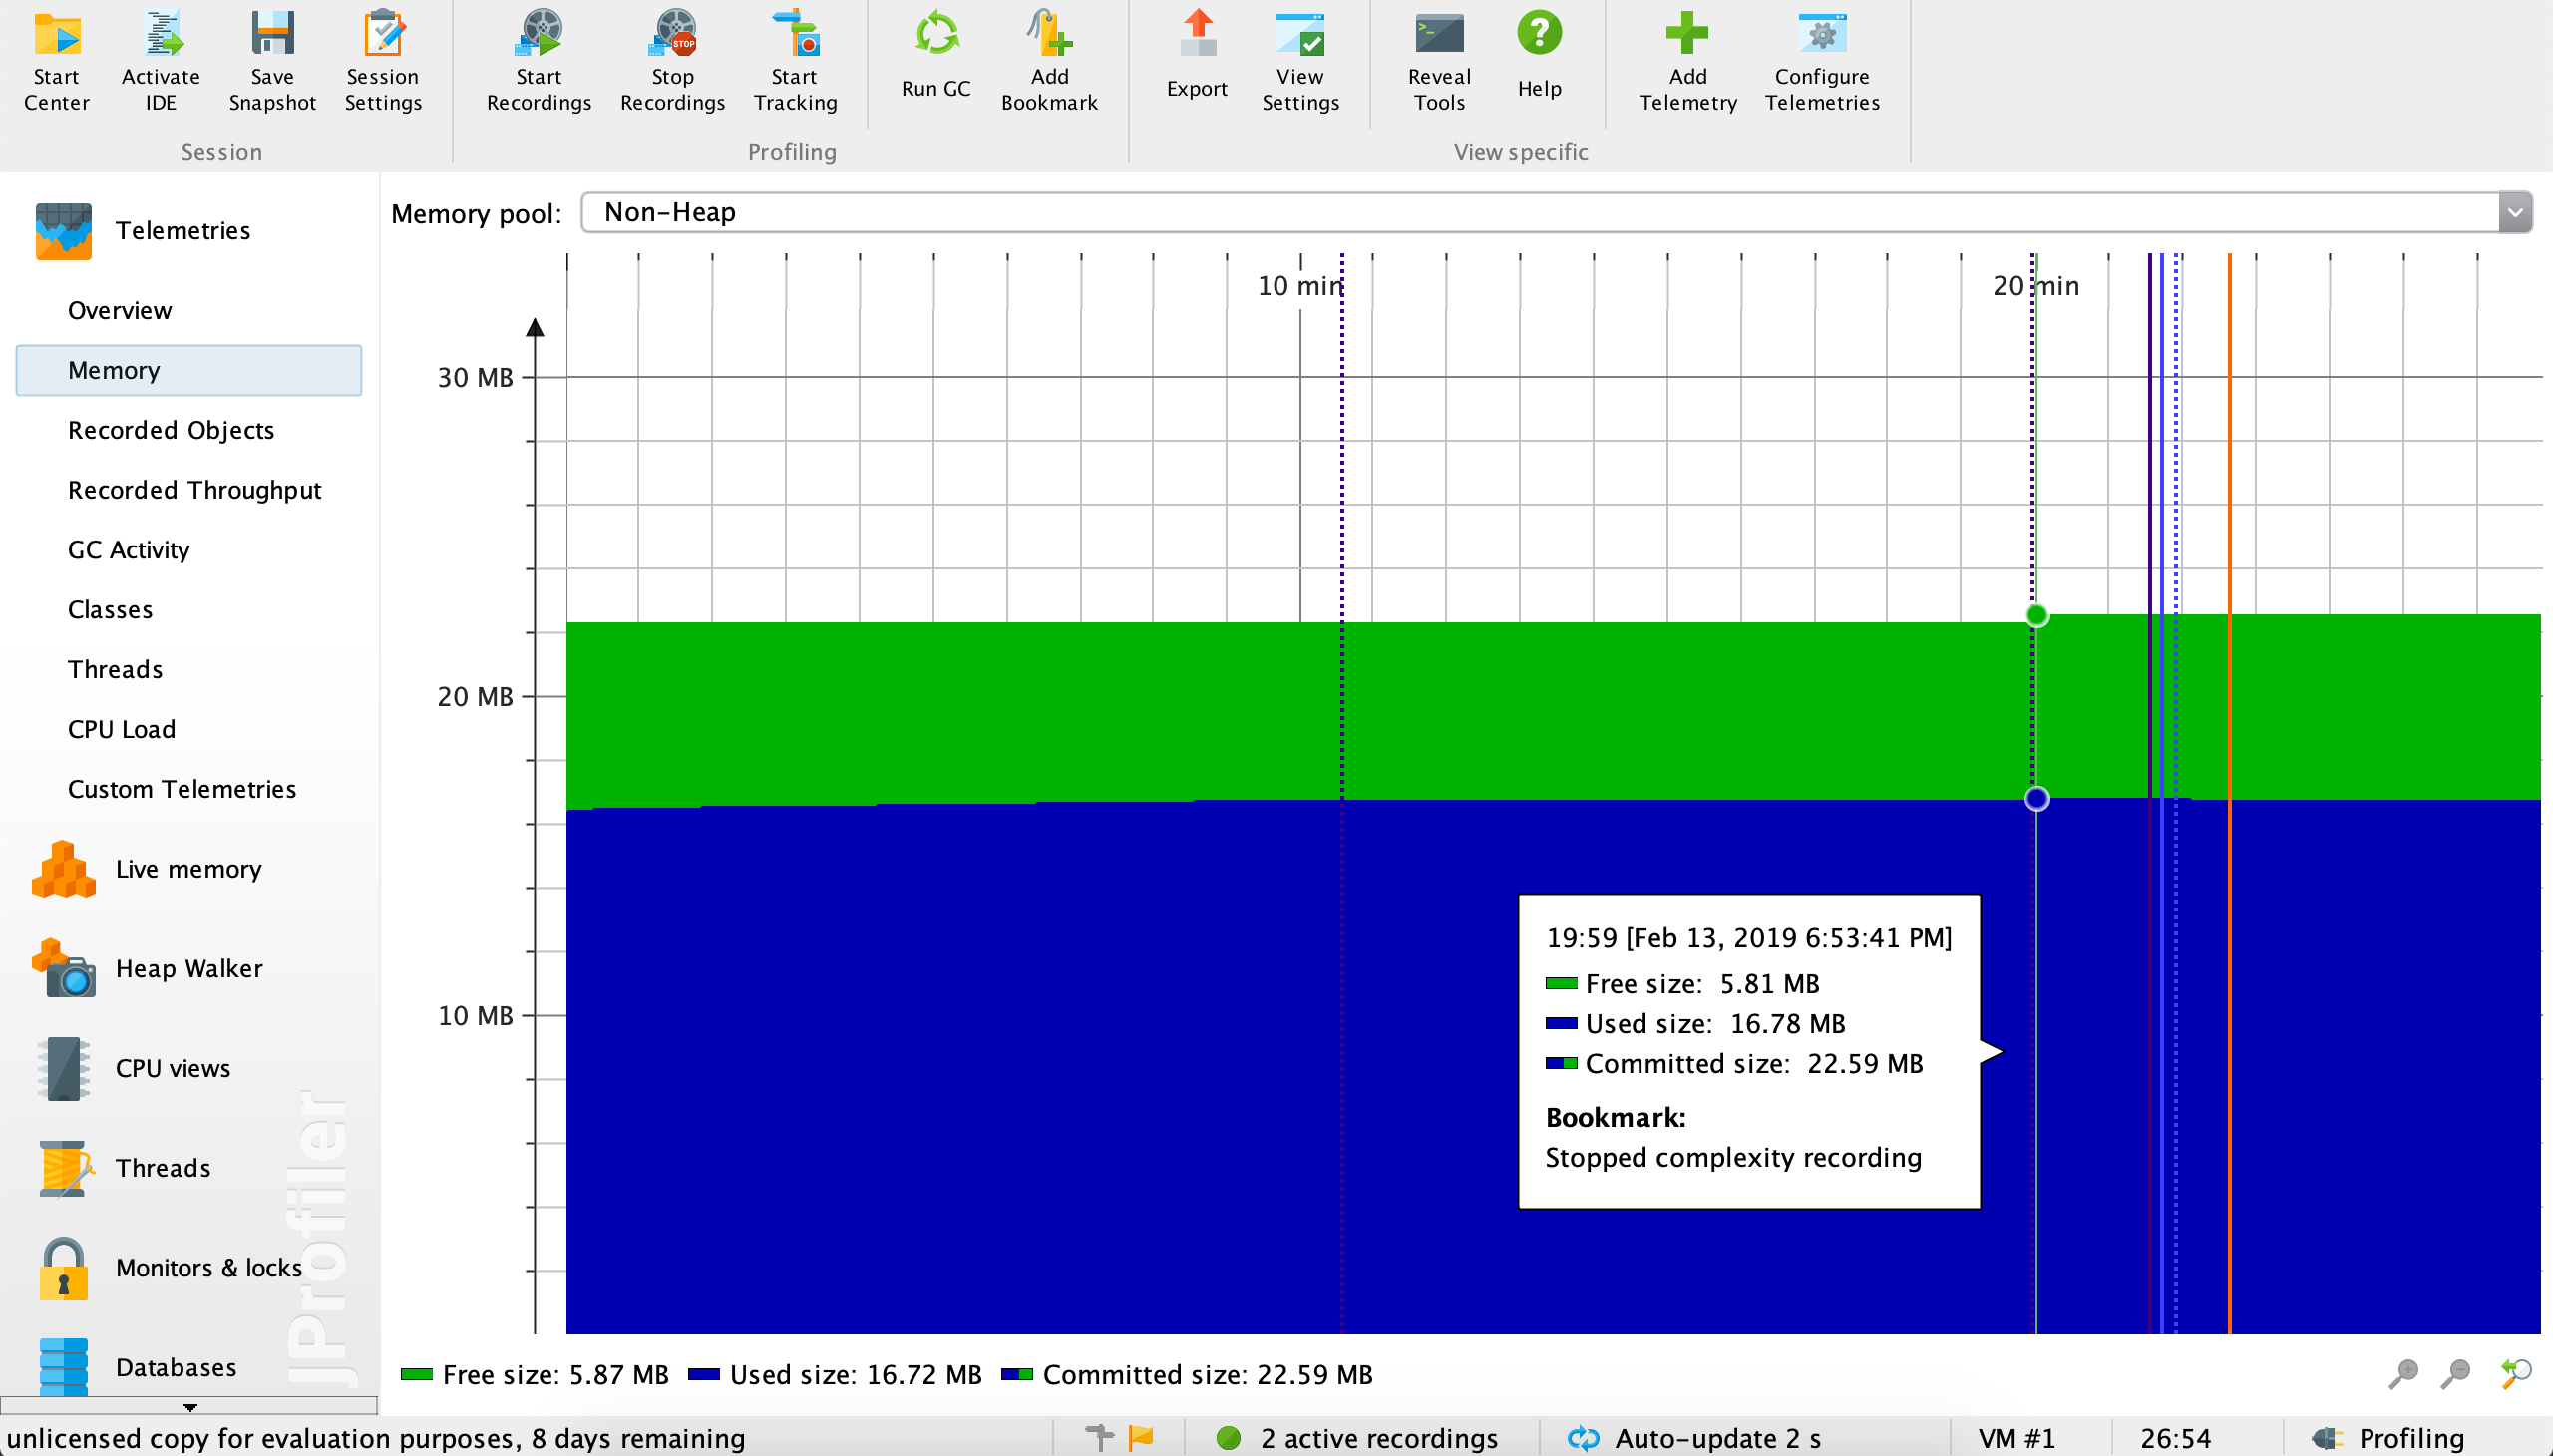 Start Center
Activate IDE
Save Snapshot
Session Settings
Start Recordings
Stop Recordings
Start Tracking
Run GC
Add Bookmark
Export
View Settings
Reveal Tools
Help
Add Telemetry
Configure Telemetries
Session
Profiling
View specific
Telemetries
Overview
Memory
Recorded Objects
Recorded Throughput
GC Activity
Classes
Threads
CPU Load
Custom Telemetries
Live memory
Heap Walker
CPU views
Threads
Monitors & locks
Databases
JProfiler
Memory pool: Non-Heap
10 min
20 min
30 MB
20 MB
10 MB
19:59 [Feb 13, 2019 6:53:41 PM]
Free size: 5.81 MB
Used size: 16.78 MB
Committed size: 22.59 MB
Bookmark:
Stopped complexity recording
Free size: 5.87 MB Used size: 16.72 MB Committed size: 22.59 MB
unlicensed copy for evaluation purposes, 8 days remaining
2 active recordings
Auto-update 2 s
VM #1
26:54
Profiling